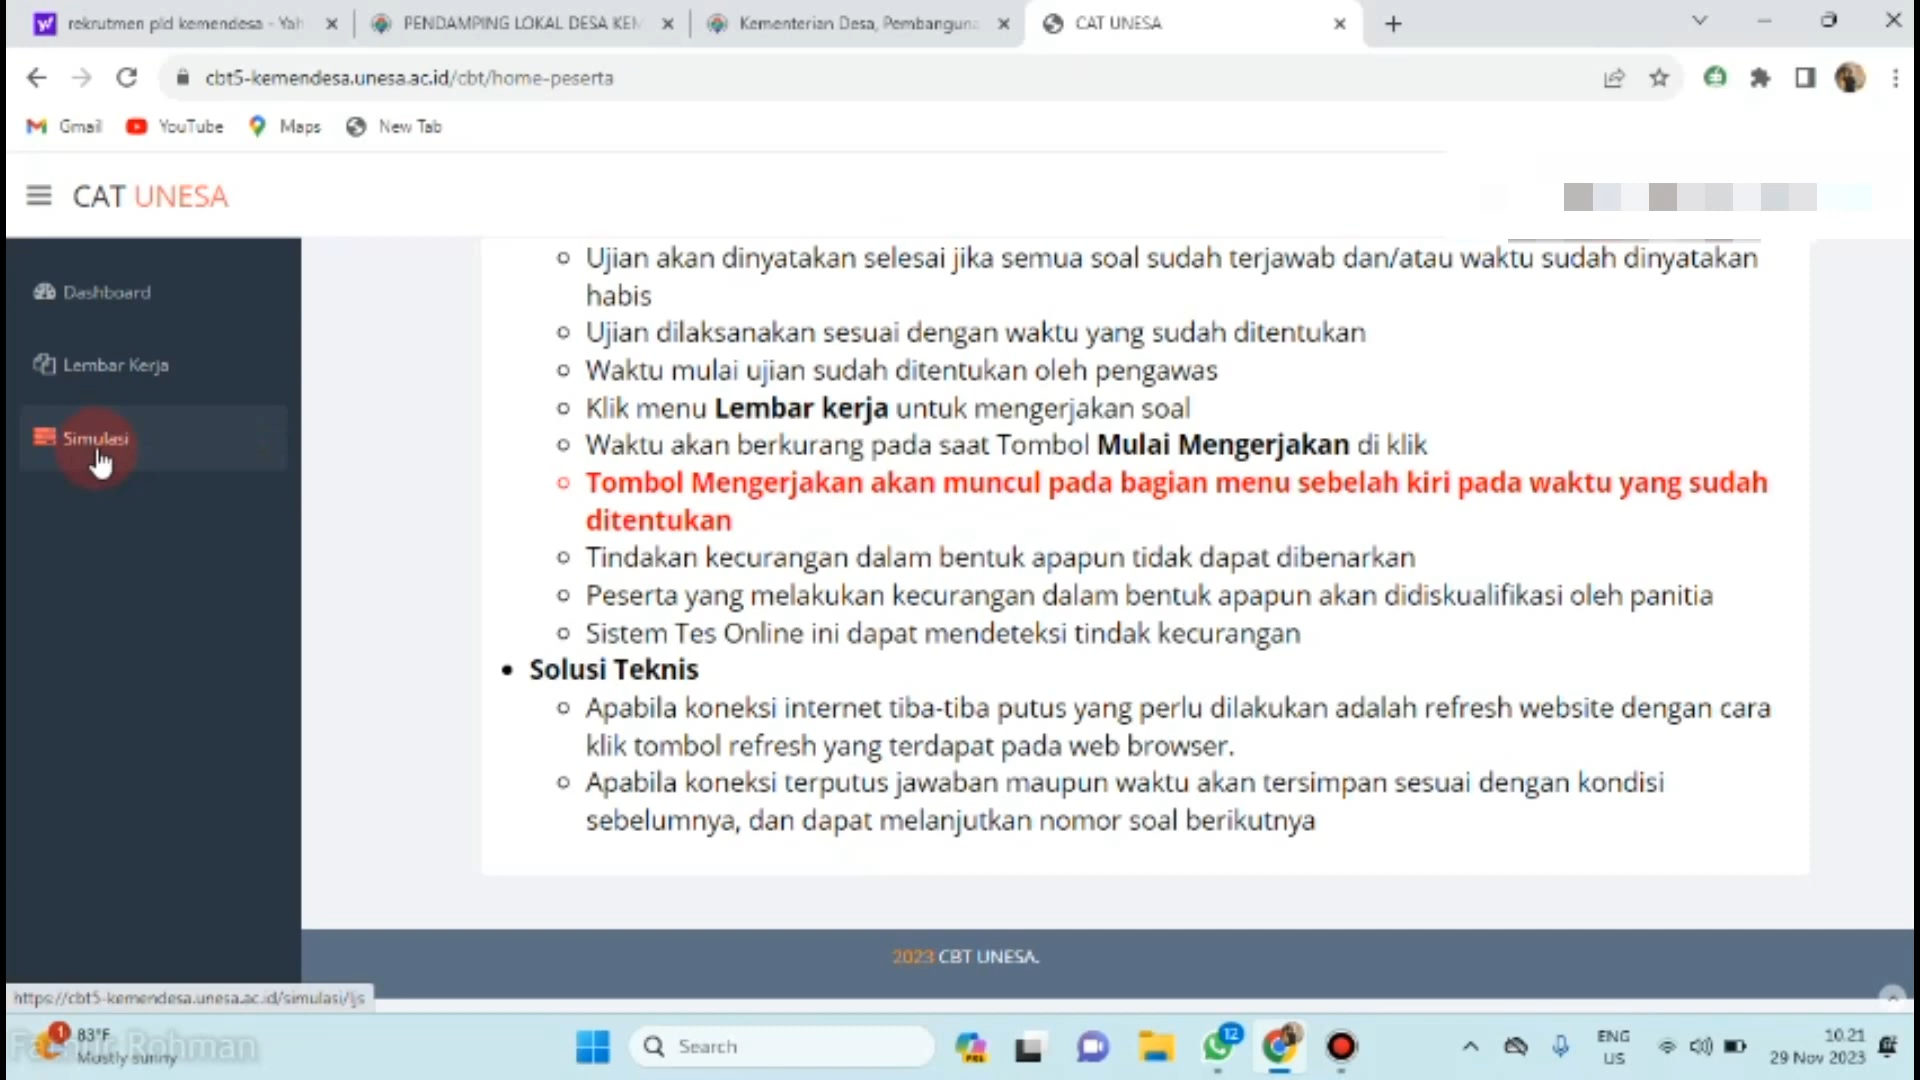 rekrutmen pld kemendesa - Yah
PENDAMPING LOKAL DESA KEM
Kementerian Desa, Pembanguna
CAT UNESA
cbt5-kemendesa.unesa.ac.id/cbt/home-peserta
Gmail
YouTube
Maps
New Tab
CAT UNESA
Dashboard
Lembar Kerja
Simulasi
Ujian akan dinyatakan selesai jika semua soal sudah terjawab dan/atau waktu sudah dinyatakan
habis
Ujian dilaksanakan sesuai dengan waktu yang sudah ditentukan
Waktu mulai ujian sudah ditentukan oleh pengawas
Klik menu Lembar kerja untuk mengerjakan soal
Waktu akan berkurang pada saat Tombol Mulai Mengerjakan di klik
Tombol Mengerjakan akan muncul pada bagian menu sebelah kiri pada waktu yang sudah
ditentukan
Tindakan kecurangan dalam bentuk apapun tidak dapat dibenarkan
Peserta yang melakukan kecurangan dalam bentuk apapun akan didiskualifikasi oleh panitia
Sistem Tes Online ini dapat mendeteksi tindak kecurangan
Solusi Teknis
Apabila koneksi internet tiba-tiba putus yang perlu dilakukan adalah refresh website dengan cara
klik tombol refresh yang terdapat pada web browser.
Apabila koneksi terputus jawaban maupun waktu akan tersimpan sesuai dengan kondisi
sebelumnya, dan dapat melanjutkan nomor soal berikutnya
2023 CBT UNESA.
https://cbt5-kemendesa.unesa.ac.id/simulasi/ljs
1
83°F
Mostly sunny
Rohman
Search
12
ENG
US
10.21
29 Nov 2023